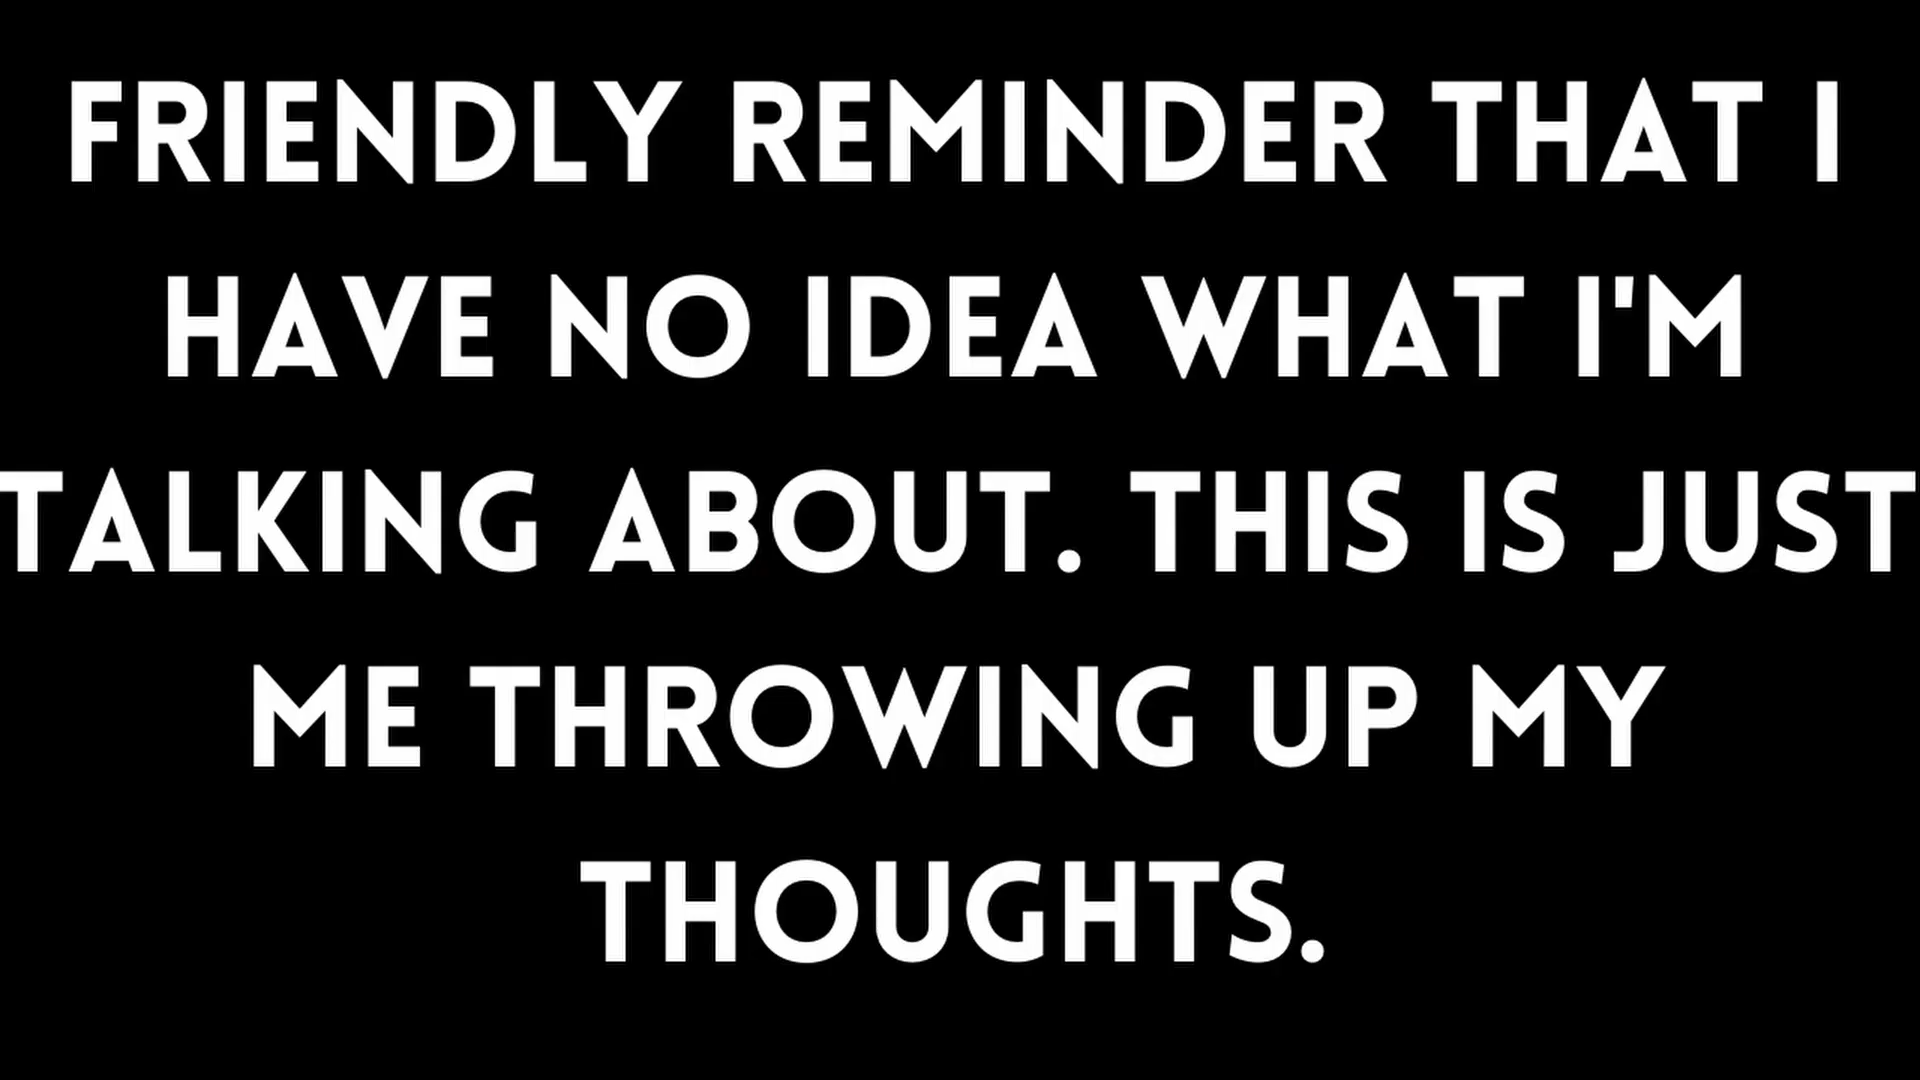 FRIENDLY REMINDER THAT I
HAVE NO IDEA WHAT I'M
TALKING ABOUT. THIS IS JUST
ME THROWING UP MY
THOUGHTS.